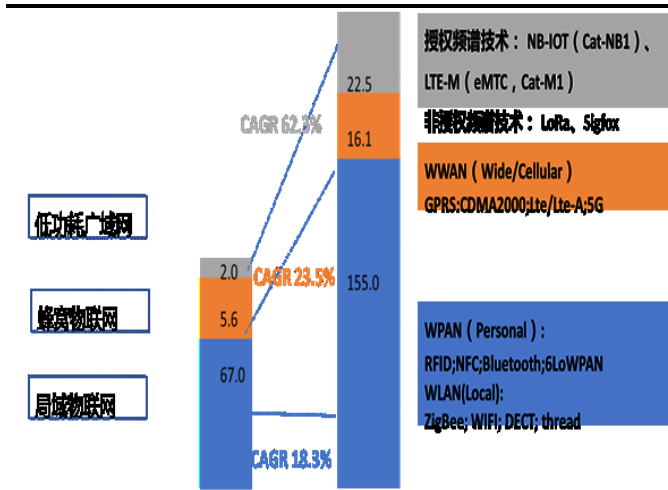 授权频谱技术：NB-IOT（Cat-NB1）、
LTE-M（eMTC，Cat-M1）
非授权频谱技术：LoRa、Sigfox
WWAN（Wide/Cellular）
GPRS:CDMA2000;Lte/Lte-A;5G
WPAN（Personal）:
RFID;NFC;Bluetooth;6LoWPAN
WLAN(Local):
ZigBee; WIFI; DECT; thread
22.5
16.1
155.0
CAGR 62.3%
CAGR 23.5%
CAGR 18.3%
2.0
5.6
67.0
低功耗广域网
蜂窝物联网
局域物联网